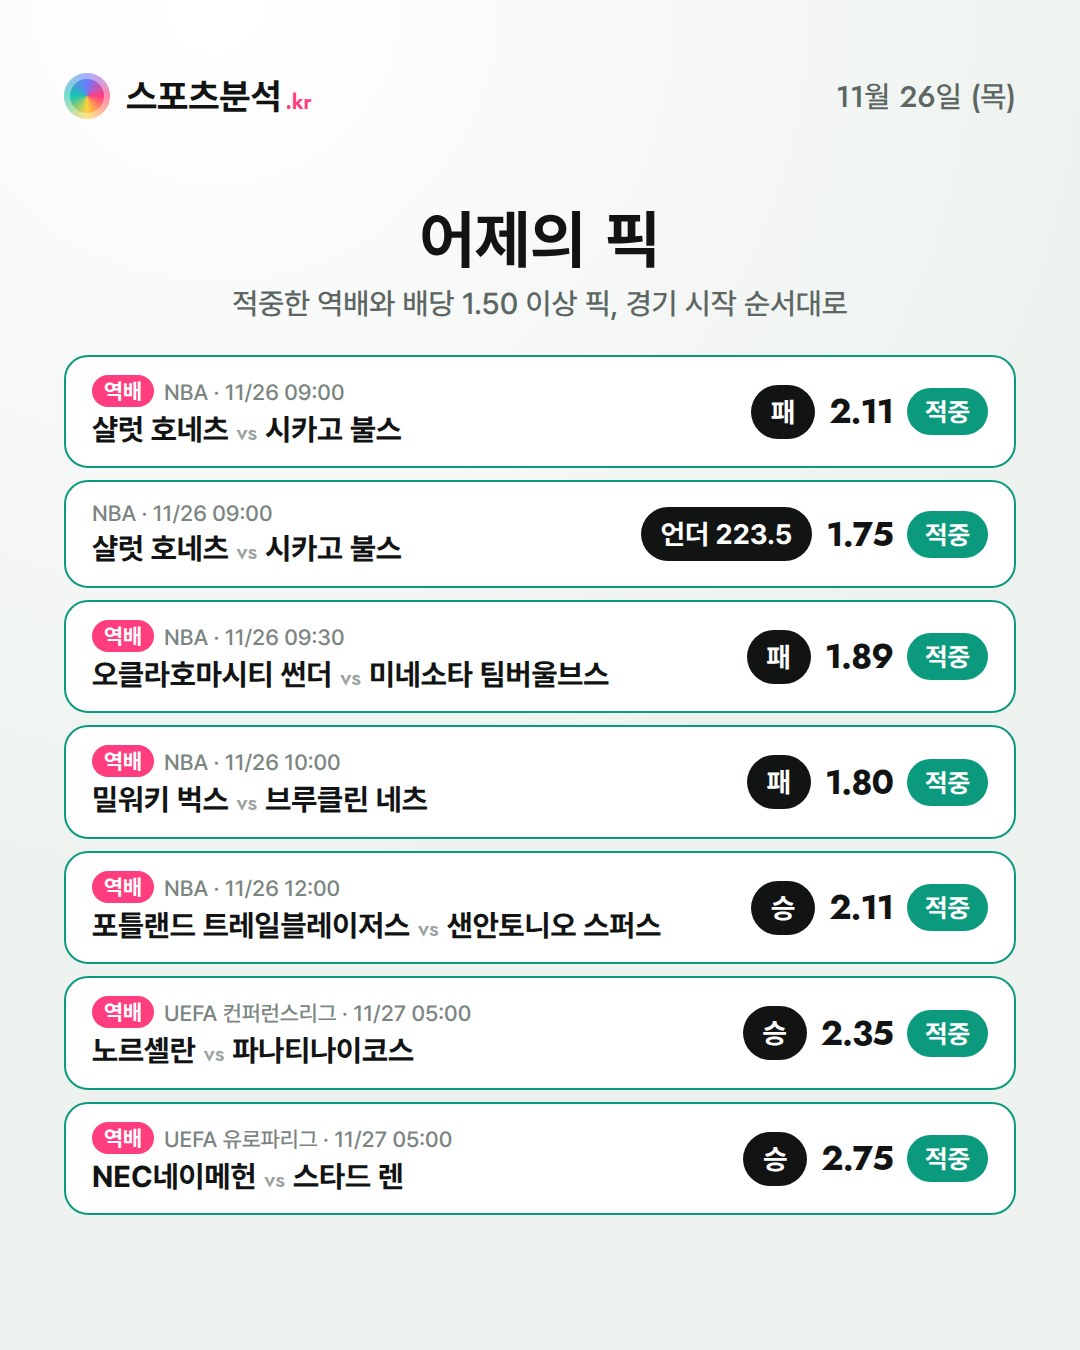 스포츠분석.kr
11월 26일 (목)
어제의 픽
적중한 역배와 배당 1.50 이상 픽, 경기 시작 순서대로
역배 NBA · 11/26 09:00
샬럿 호네츠 vs 시카고 불스
패 2.11 적중
NBA · 11/26 09:00
샬럿 호네츠 vs 시카고 불스
언더 223.5 1.75 적중
역배 NBA · 11/26 09:30
오클라호마시티 썬더 vs 미네소타 팀버울브스
패 1.89 적중
역배 NBA · 11/26 10:00
밀워키 벅스 vs 브루클린 네츠
패 1.80 적중
역배 NBA · 11/26 12:00
포틀랜드 트레일블레이저스 vs 샌안토니오 스퍼스
승 2.11 적중
역배 UEFA 컨퍼런스리그 · 11/27 05:00
노르셸란 vs 파나티나이코스
승 2.35 적중
역배 UEFA 유로파리그 · 11/27 05:00
NEC네이메헌 vs 스타드 렌
승 2.75 적중